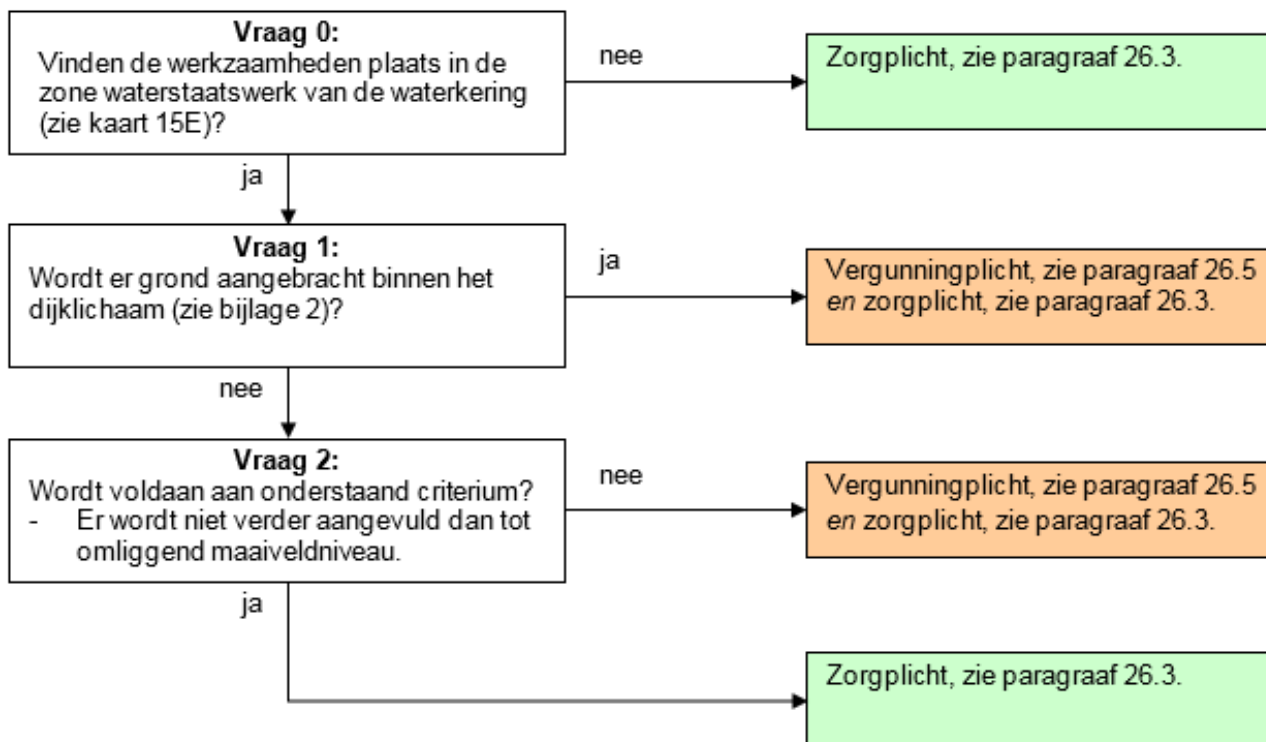 Vraag 0:
Vinden de werkzaamheden plaats in de
zone waterstaatswerk van de waterkering
(zie kaart 15E)?
nee
Zorgplicht, zie paragraaf 26.3.
ja
Vraag 1:
Wordt er grond aangebracht binnen het
dijklichaam (zie bijlage 2)?
ja
Vergunningplicht, zie paragraaf 26.5
en zorgplicht, zie paragraaf 26.3.
nee
Vraag 2:
Wordt voldaan aan onderstaand criterium?
- Er wordt niet verder aangevuld dan tot
omliggend maaiveldniveau.
nee
Vergunningplicht, zie paragraaf 26.5
en zorgplicht, zie paragraaf 26.3.
ja
Zorgplicht, zie paragraaf 26.3.